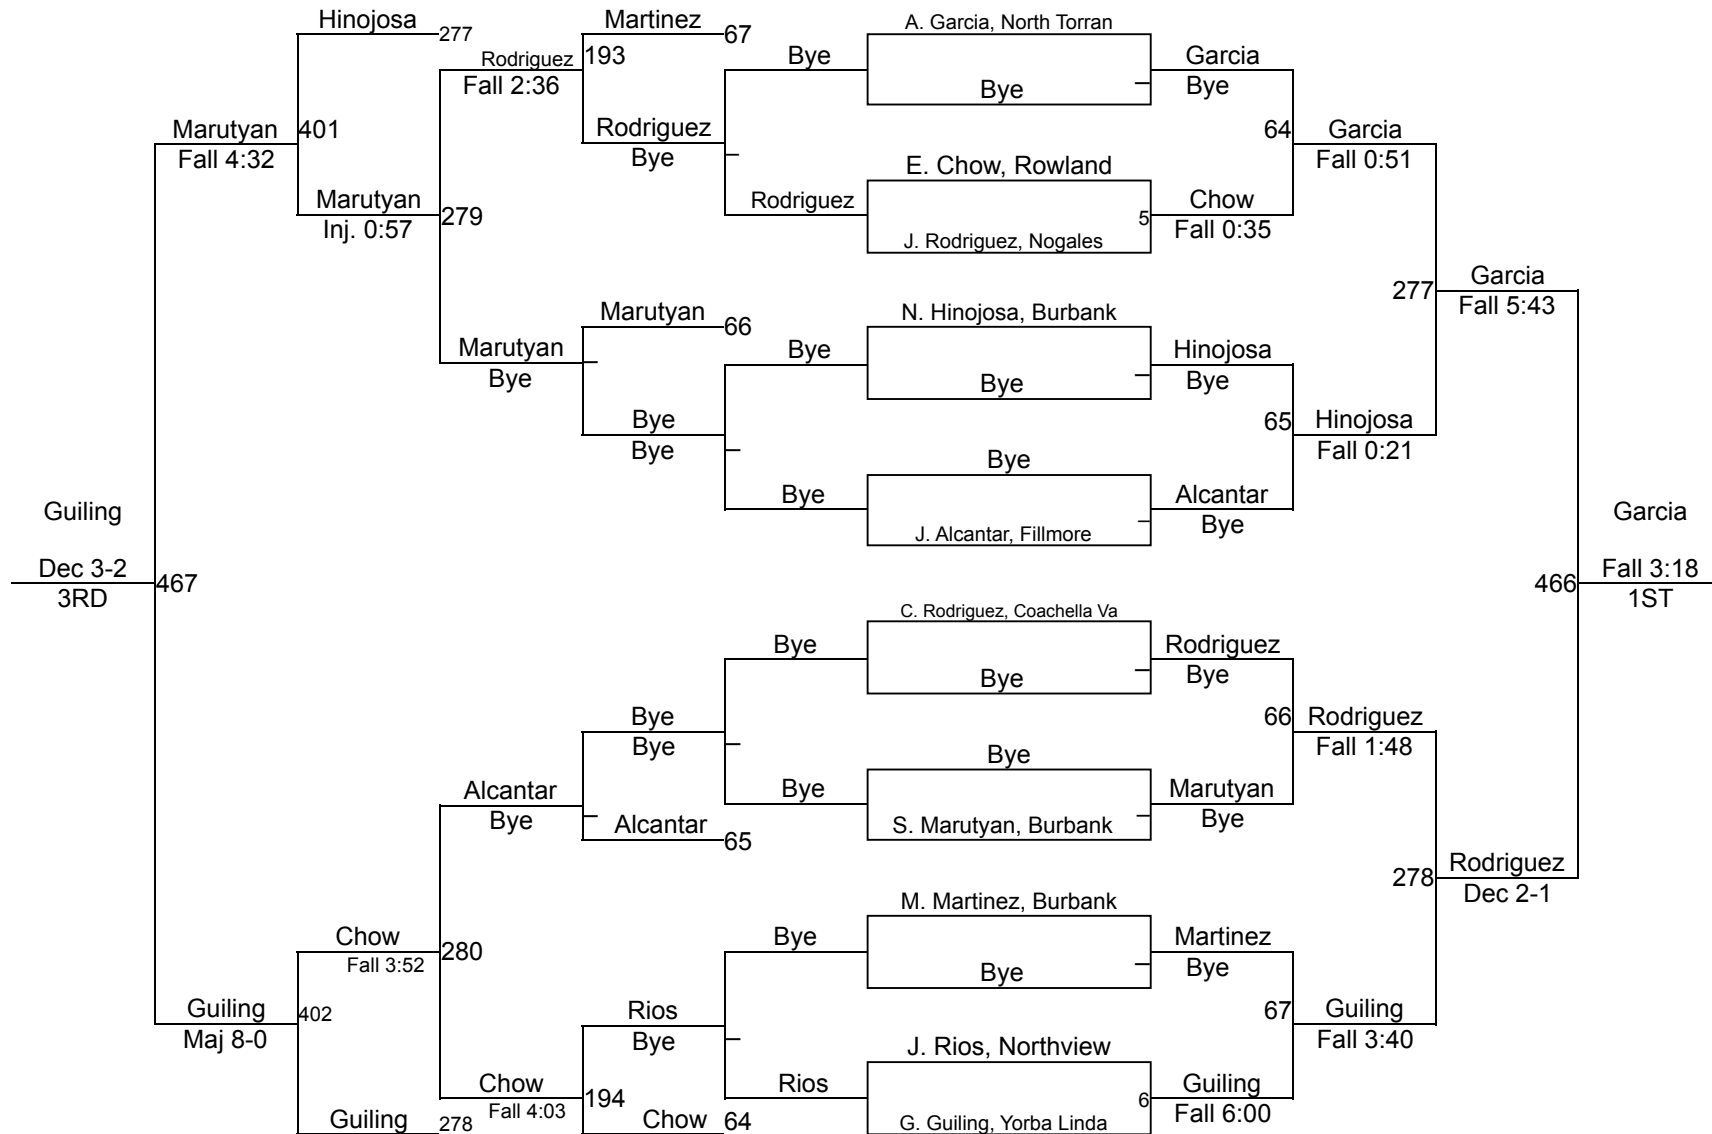 Hinojosa 277
Martinez 67
A. Garcia, North Torran
Rodriguez 193
Fall 2:36
Bye
Garcia
Bye
Bye
Marutyan 401
Fall 4:32
Rodriguez
Bye
64 Garcia
Fall 0:51
E. Chow, Rowland
Marutyan 279
Inj. 0:57
Rodriguez
5 Chow
Fall 0:35
J. Rodriguez, Nogales
277 Garcia
Fall 5:43
Marutyan 66
N. Hinojosa, Burbank
Marutyan
Bye
Bye
Hinojosa
Bye
Bye
Bye
Bye
65 Hinojosa
Fall 0:21
Bye
Bye
Alcantar
Bye
J. Alcantar, Fillmore
Guiling
Garcia
Dec 3-2
467
3RD
466
Fall 3:18
1ST
C. Rodriguez, Coachella Va
Bye
Rodriguez
Bye
Bye
Bye
Bye
66 Rodriguez
Fall 1:48
Bye
Alcantar
Bye
Bye
Marutyan
Bye
Alcantar 65
S. Marutyan, Burbank
278 Rodriguez
Dec 2-1
M. Martinez, Burbank
Chow 280
Fall 3:52
Bye
Martinez
Bye
Bye
Guiling 402
Maj 8-0
Rios
Bye
67 Guiling
Fall 3:40
J. Rios, Northview
Chow 194
Fall 4:03
Rios
6 Guiling
Fall 6:00
Guiling 278
Chow 64
G. Guiling, Yorba Linda